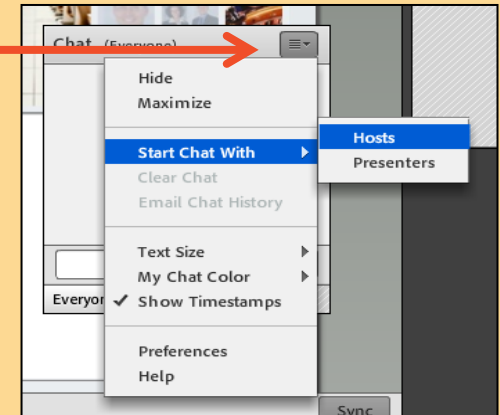 Chat (Everyone)
Hide
Maximize
Start Chat With
Hosts
Presenters
Clear Chat
Email Chat History
Text Size
My Chat Color
Everyon
Show Timestamps
Preferences
Help
Sync